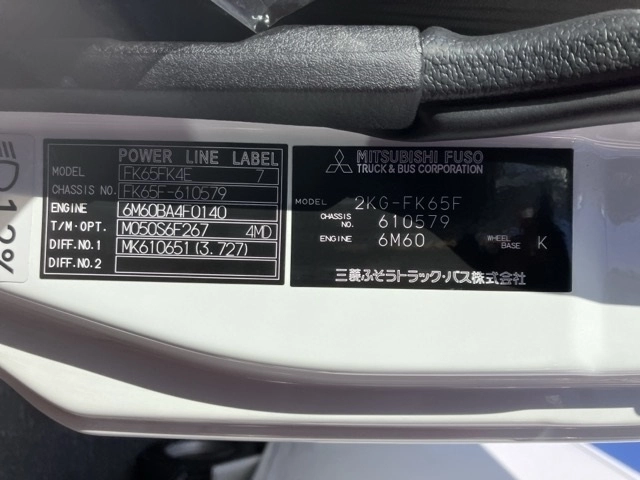 POWER LINE LABEL
MODEL FK65FK4E 7
CHASSIS NO. FK65F-610579
ENGINE 6M60BA4F0140
T/M·OPT. M050S6F267 4MD
DIFF.NO.1 MK610651 (3.727)
DIFF.NO.2
MITSUBISHI FUSO
TRUCK & BUS CORPORATION
MODEL 2KG-FK65F
CHASSIS NO. 610579
ENGINE 6M60 WHEEL BASE K
三菱ふそうトラック・バス株式会社
D13%